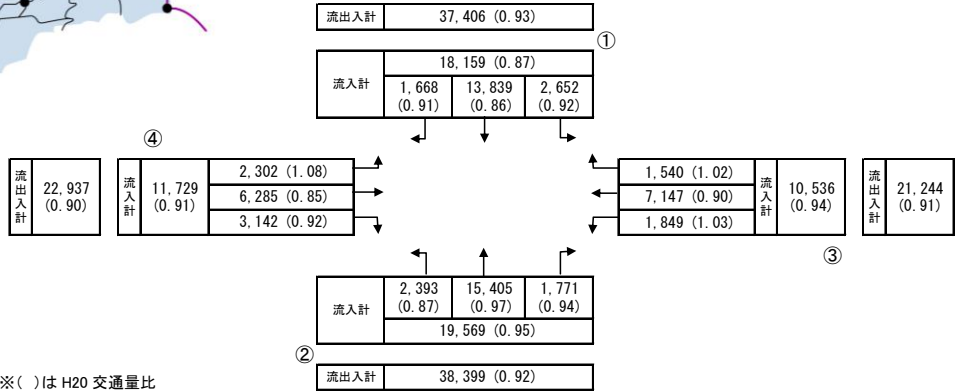 流出入計 37,406 (0.93)
①
流入計 18,159 (0.87)
1,668 13,839 2,652
(0.91) (0.86) (0.92)
④
流出入計 22,937 (0.90)
流入計 11,729 (0.91)
2,302 (1.08)
6,285 (0.85)
3,142 (0.92)
1,540 (1.02)
7,147 (0.90)
1,849 (1.03)
流入計 10,536 (0.94)
流出入計 21,244 (0.91)
③
流入計
2,393 15,405 1,771
(0.87) (0.97) (0.94)
19,569 (0.95)
②
流出入計 38,399 (0.92)
※( )は H20 交通量比